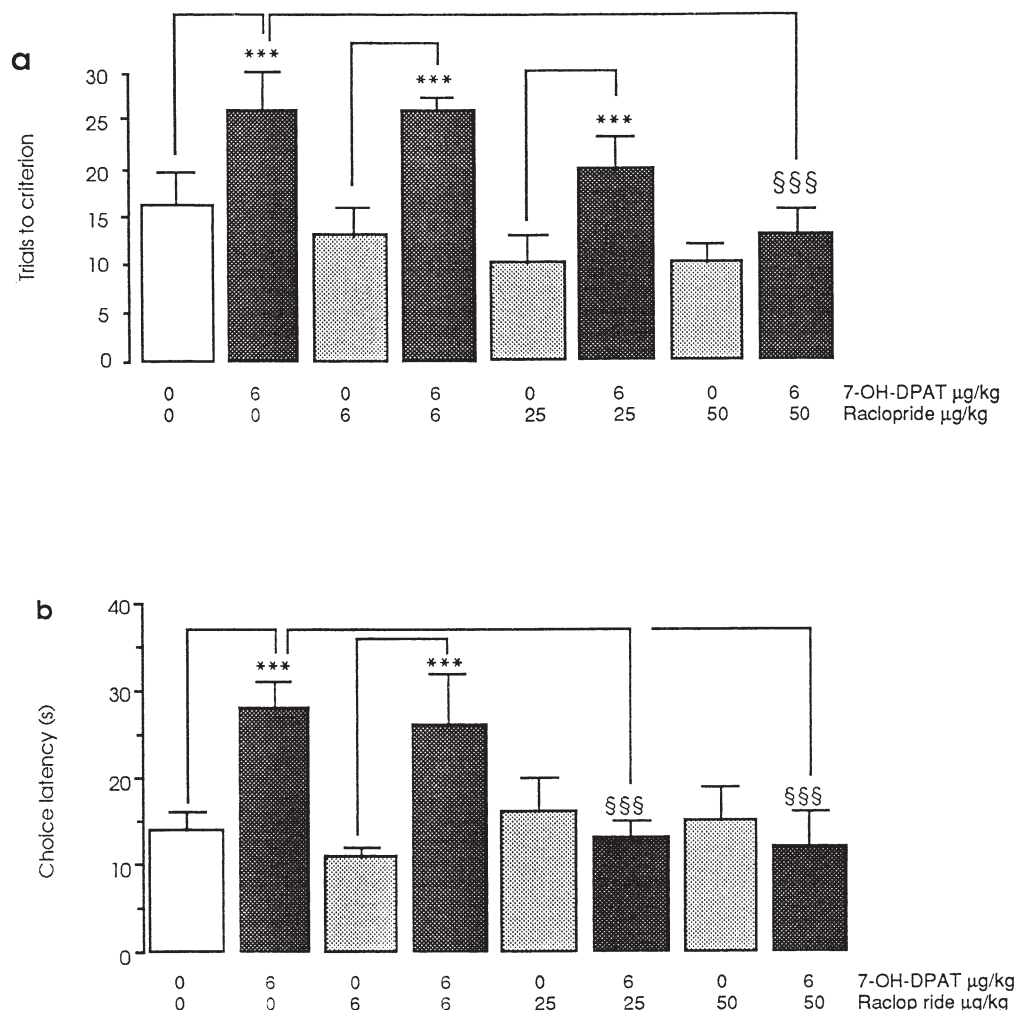 a
***
***
***
§§§
30
25
20
15
10
5
0
Trials to criterion
0 6 0 6 0 6 0 6 7-OH-DPAT µg/kg
0 0 6 6 25 25 50 50 Raclopride µg/kg
b
***
***
§§§
§§§
40
30
20
10
0
Choice latency (s)
0 6 0 6 0 6 0 6 7-OH-DPAT µg/kg
0 0 6 6 25 25 50 50 Raclop ride µg/kg